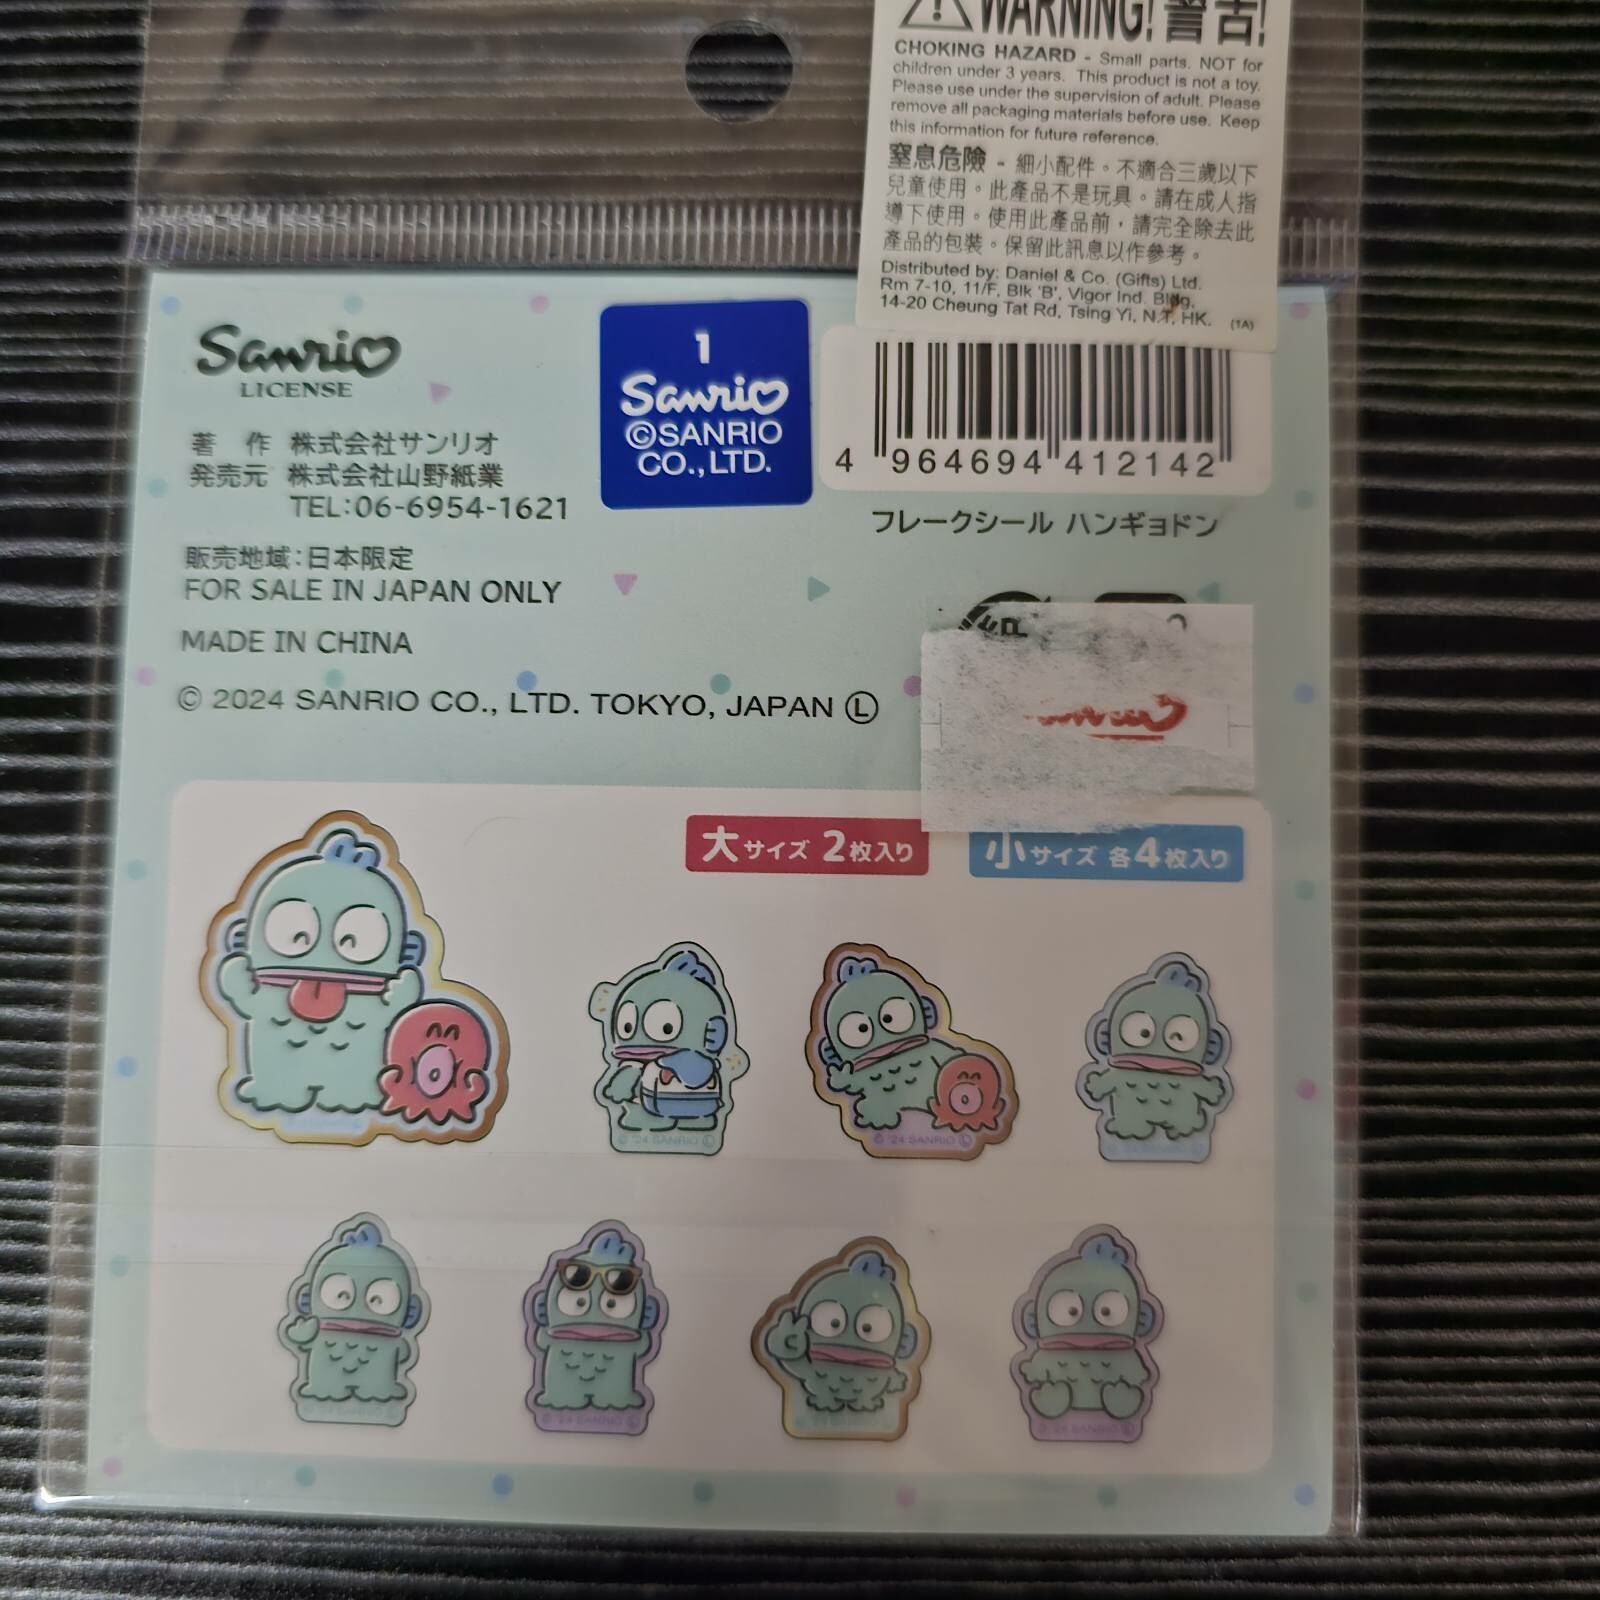 WARNING! 警告!
CHOKING HAZARD - Small parts. NOT for
children under 3 years. This product is not a toy.
Please use under the supervision of adult. Please
remove all packaging materials before use. Keep
this information for future reference.
窒息危險 - 細小配件。不適合三歲以下
兒童使用。此產品不是玩具。請在成人指
導下使用。使用此產品前，請完全除去此
產品的包裝。保留此訊息以作參考。
Distributed by: Daniel & Co. (Gifts) Ltd.
Rm 7-10, 11/F, Blk 'B', Vigor Ind. Bldg,
14-20 Cheung Tat Rd, Tsing Yi, N.T, HK. (1A)
Sanrio
LICENSE
著 作 株式会社サンリオ
発売元 株式会社山野紙業
TEL:06-6954-1621
販売地域:日本限定
FOR SALE IN JAPAN ONLY
MADE IN CHINA
© 2024 SANRIO CO., LTD. TOKYO, JAPAN Ⓛ
1
Sanrio
©SANRIO
CO., LTD.
4 964694 412142
フレークシール ハンギョドン
大サイズ 2枚入り
小サイズ 各4枚入り
© '24 SANRIO Ⓛ
© '24 SANRIO Ⓛ
© '24 SANRIO Ⓛ
© '24 SANRIO